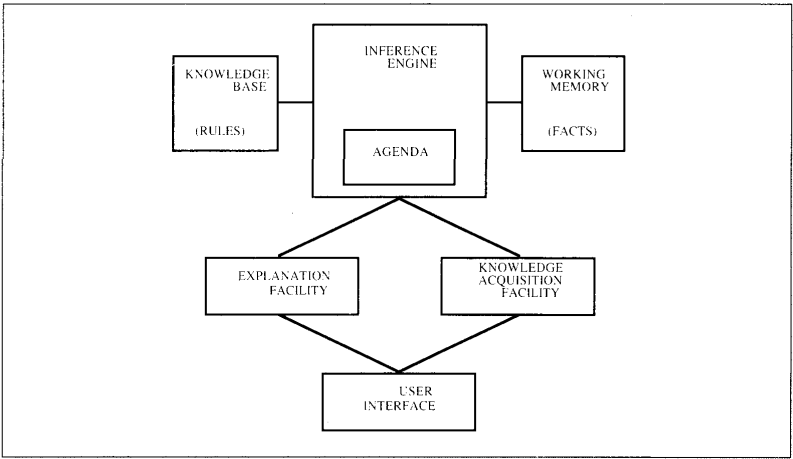 INFERENCE
ENGINE
KNOWLEDGE
BASE
(RULES)
WORKING
MEMORY
(FACTS)
AGENDA
EXPLANATION
FACILITY
KNOWLEDGE
ACQUISITION
FACILITY
USER
INTERFACE